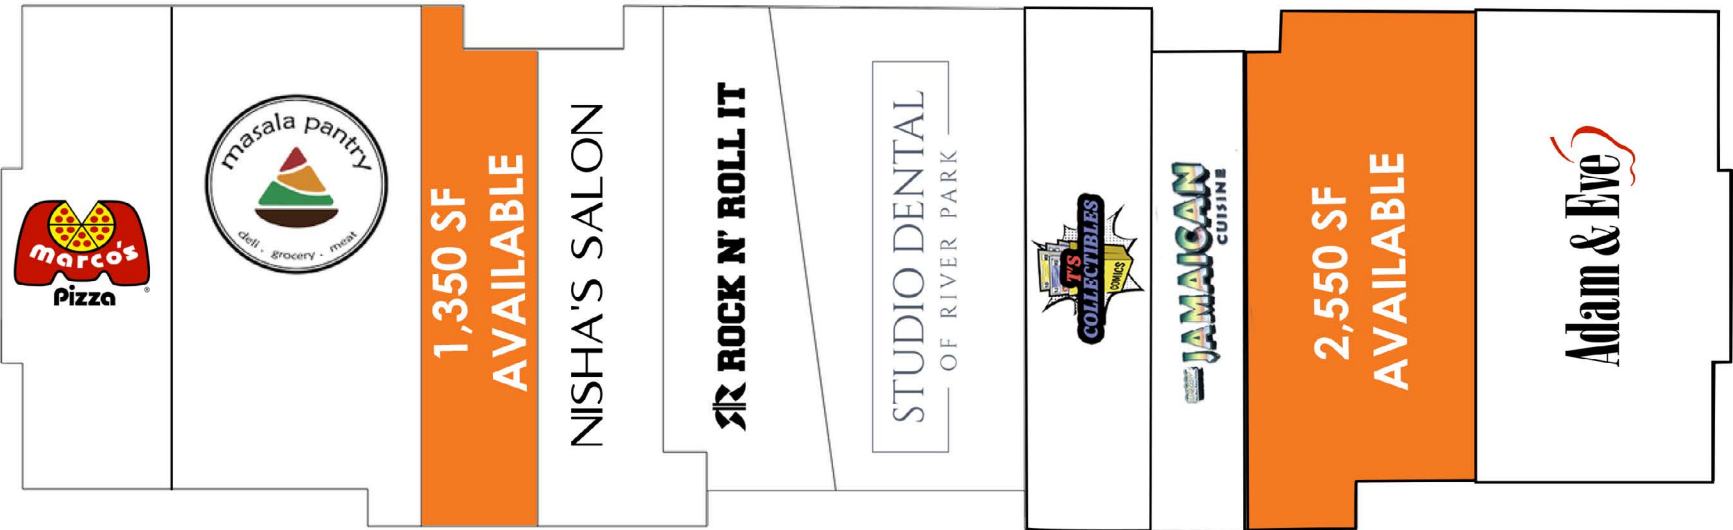 marco's
Pizza
masala pantry
deli · grocery · meat
1,350 SF
AVAILABLE
NISHA'S SALON
ROCK N' ROLL IT
STUDIO DENTAL
OF RIVER PARK
T'S
COLLECTIBLES
COMICS
JAMAICAN
CUISINE
2,550 SF
AVAILABLE
Adam & Eve